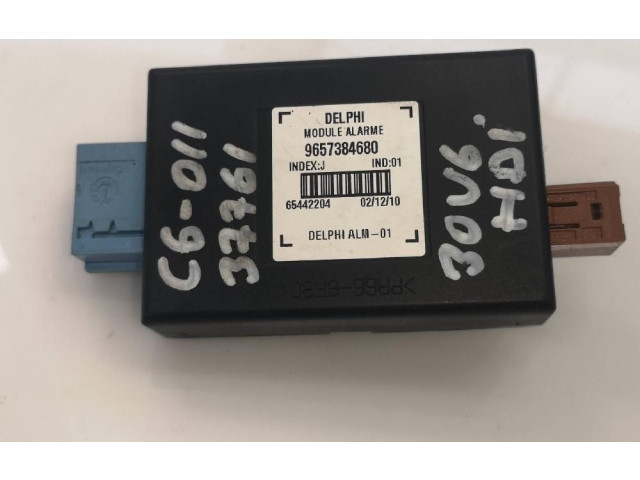 DELPHI
MODULE ALARME
9657384680
INDEX:J IND:01
65442204 02/12/10
DELPHI ALM-01
C6-011
37761
30V6
HDI